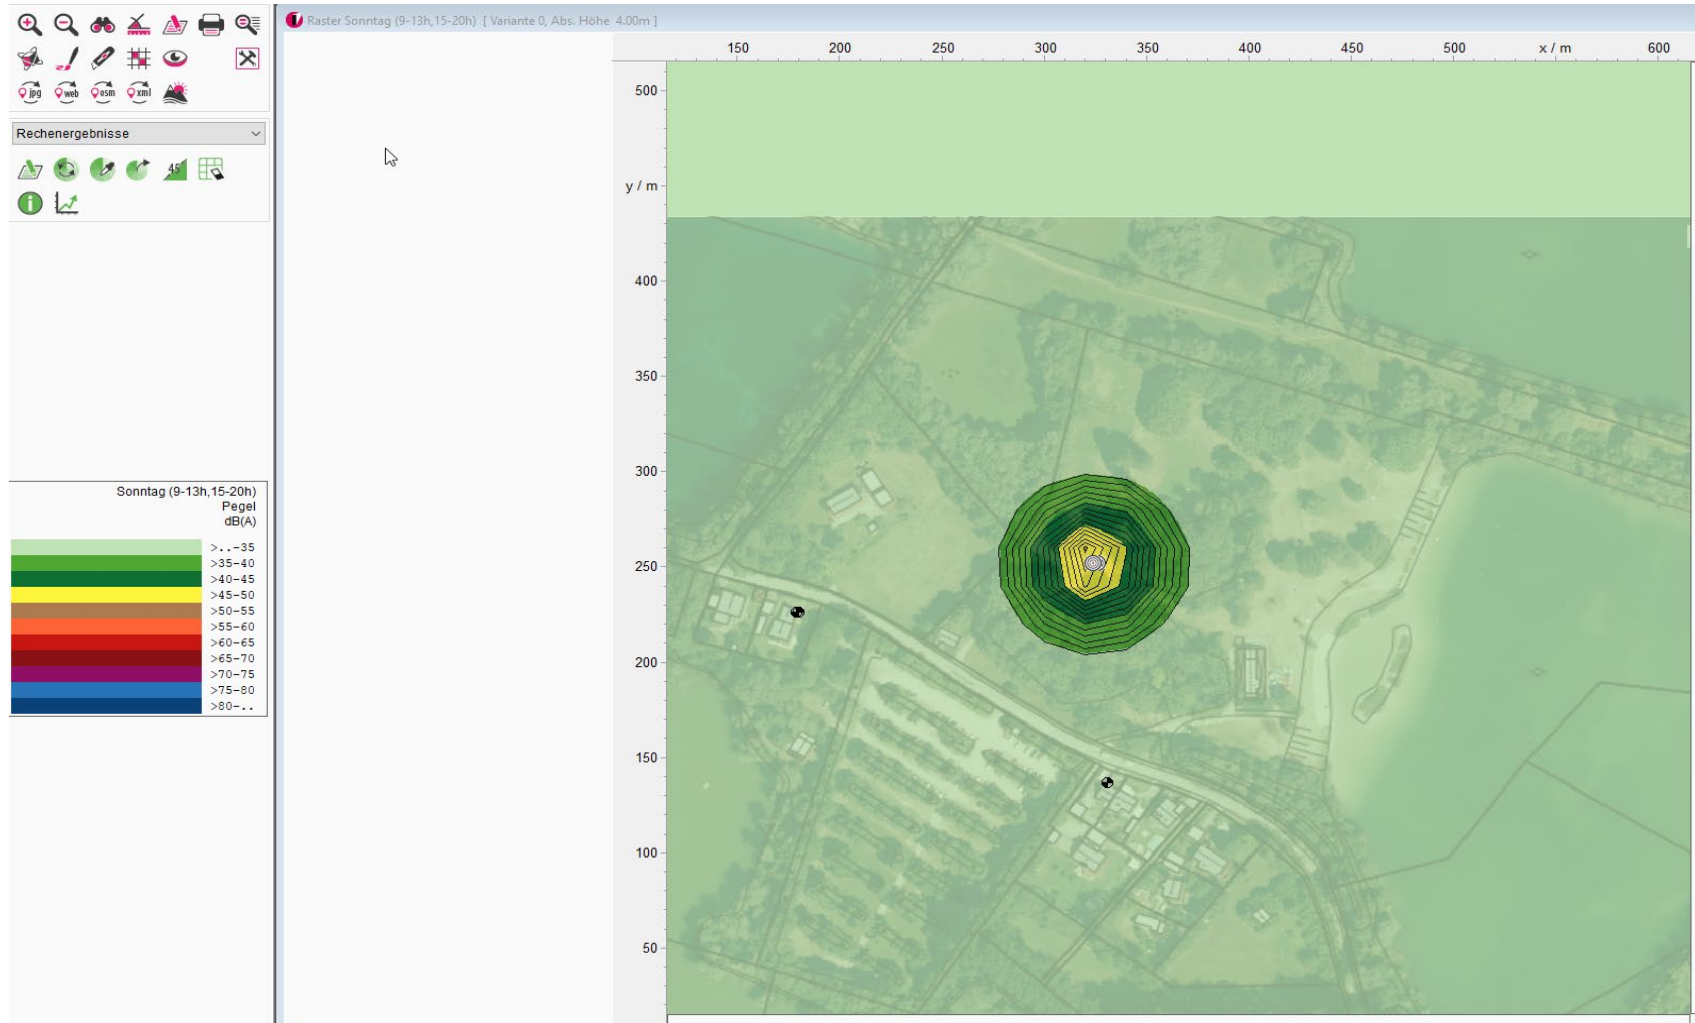 Raster Sonntag (9-13h,15-20h) [ Variante 0, Abs. Höhe 4.00m ]
150 200 250 300 350 400 450 500 x / m 600
jpg web osm xml
Rechenergebnisse
45
500
y / m
400
350
300
250
200
150
100
50
Sonntag (9-13h,15-20h)
Pegel
dB(A)
>..-35
>35-40
>40-45
>45-50
>50-55
>55-60
>60-65
>65-70
>70-75
>75-80
>80-..